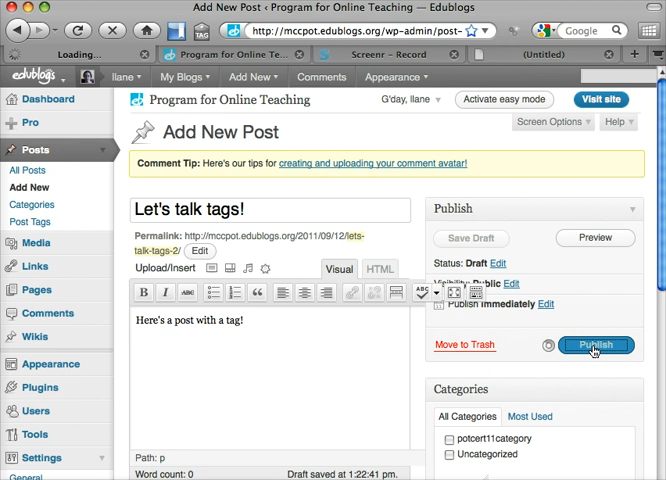 Add New Post ‹ Program for Online Teaching — Edublogs
http://mccpot.edublogs.org/wp-admin/post-
Google
TAG
Loading...
Program for Online Te...
Screenr – Record
(Untitled)
edublogs
Ilane
My Blogs
Add New
Comments
Appearance
Dashboard
Pro
Posts
All Posts
Add New
Categories
Post Tags
Media
Links
Pages
Comments
Wikis
Appearance
Plugins
Users
Tools
Settings
General
Program for Online Teaching
G'day, Ilane
Activate easy mode
Visit site
Add New Post
Screen Options
Help
Comment Tip: Here's our tips for creating and uploading your comment avatar!
Let's talk tags!
Permalink: http://mccpot.edublogs.org/2011/09/12/lets-
talk-tags-2/ Edit
Upload/Insert
Visual
HTML
B I ABC
ABC
Here's a post with a tag!
Path: p
Word count: 0
Draft saved at 1:22:41 pm.
Publish
Save Draft
Preview
Status: Draft Edit
Visibility: Public Edit
Publish Immediately Edit
Move to Trash
Publish
Categories
All Categories
Most Used
potcert11category
Uncategorized